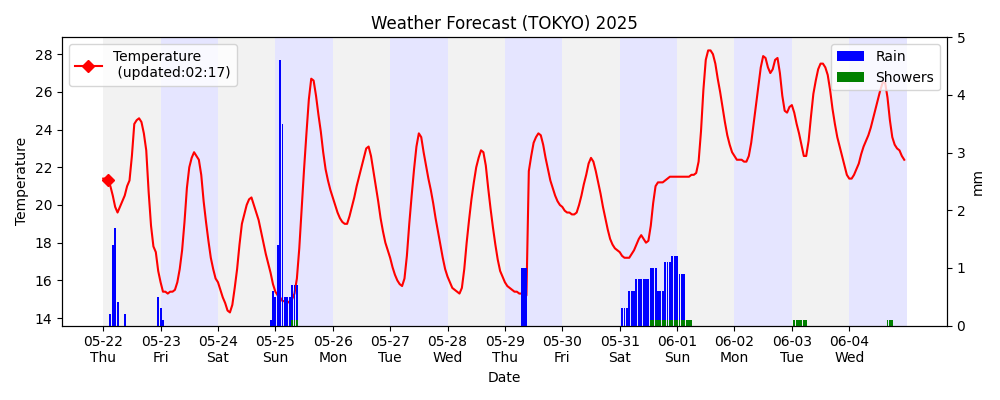 Weather Forecast (TOKYO) 2025
Temperature
(updated:02:17)
Rain
Showers
Temperature
28
26
24
22
20
18
16
14
5
4
3
2
1
0
mm
05-22 05-23 05-24 05-25 05-26 05-27 05-28 05-29 05-30 05-31 06-01 06-02 06-03 06-04
Thu Fri Sat Sun Mon Tue Wed Thu Fri Sat Sun Mon Tue Wed
Date